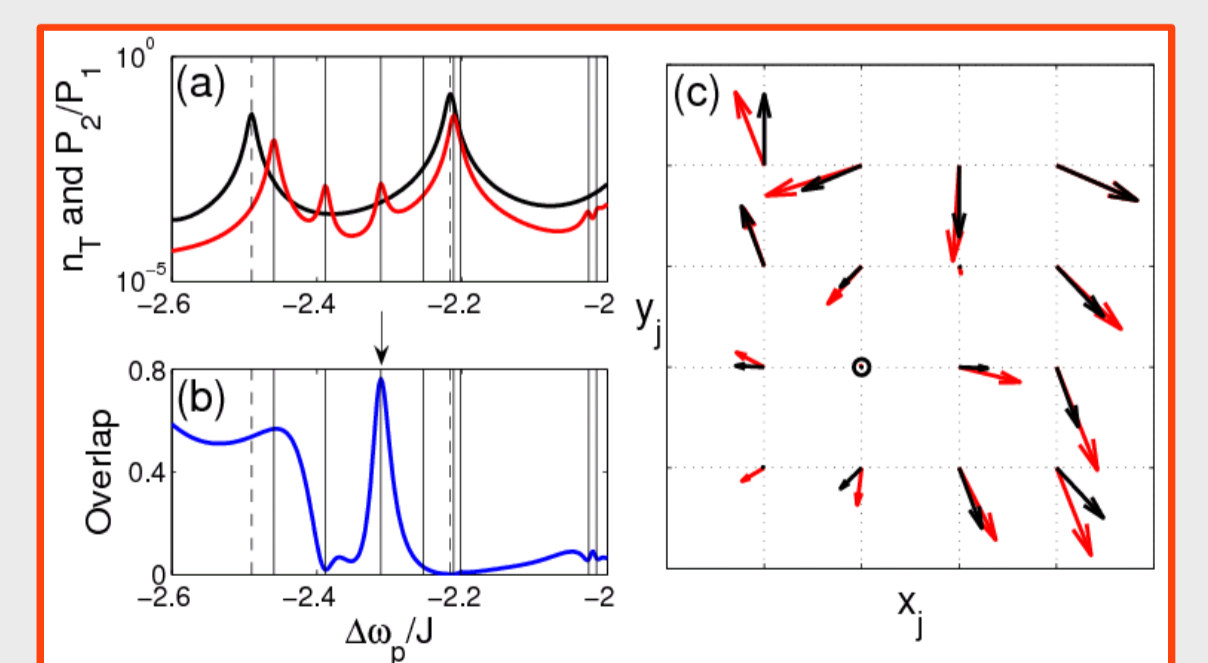 (a)
n_T and P_2/P_1
10^0
10^-5
−2.6 −2.4 −2.2 −2
(b)
Overlap
0.8
0.4
0
−2.6 −2.4 −2.2 −2
Δω_p/J
(c)
y_j
x_j